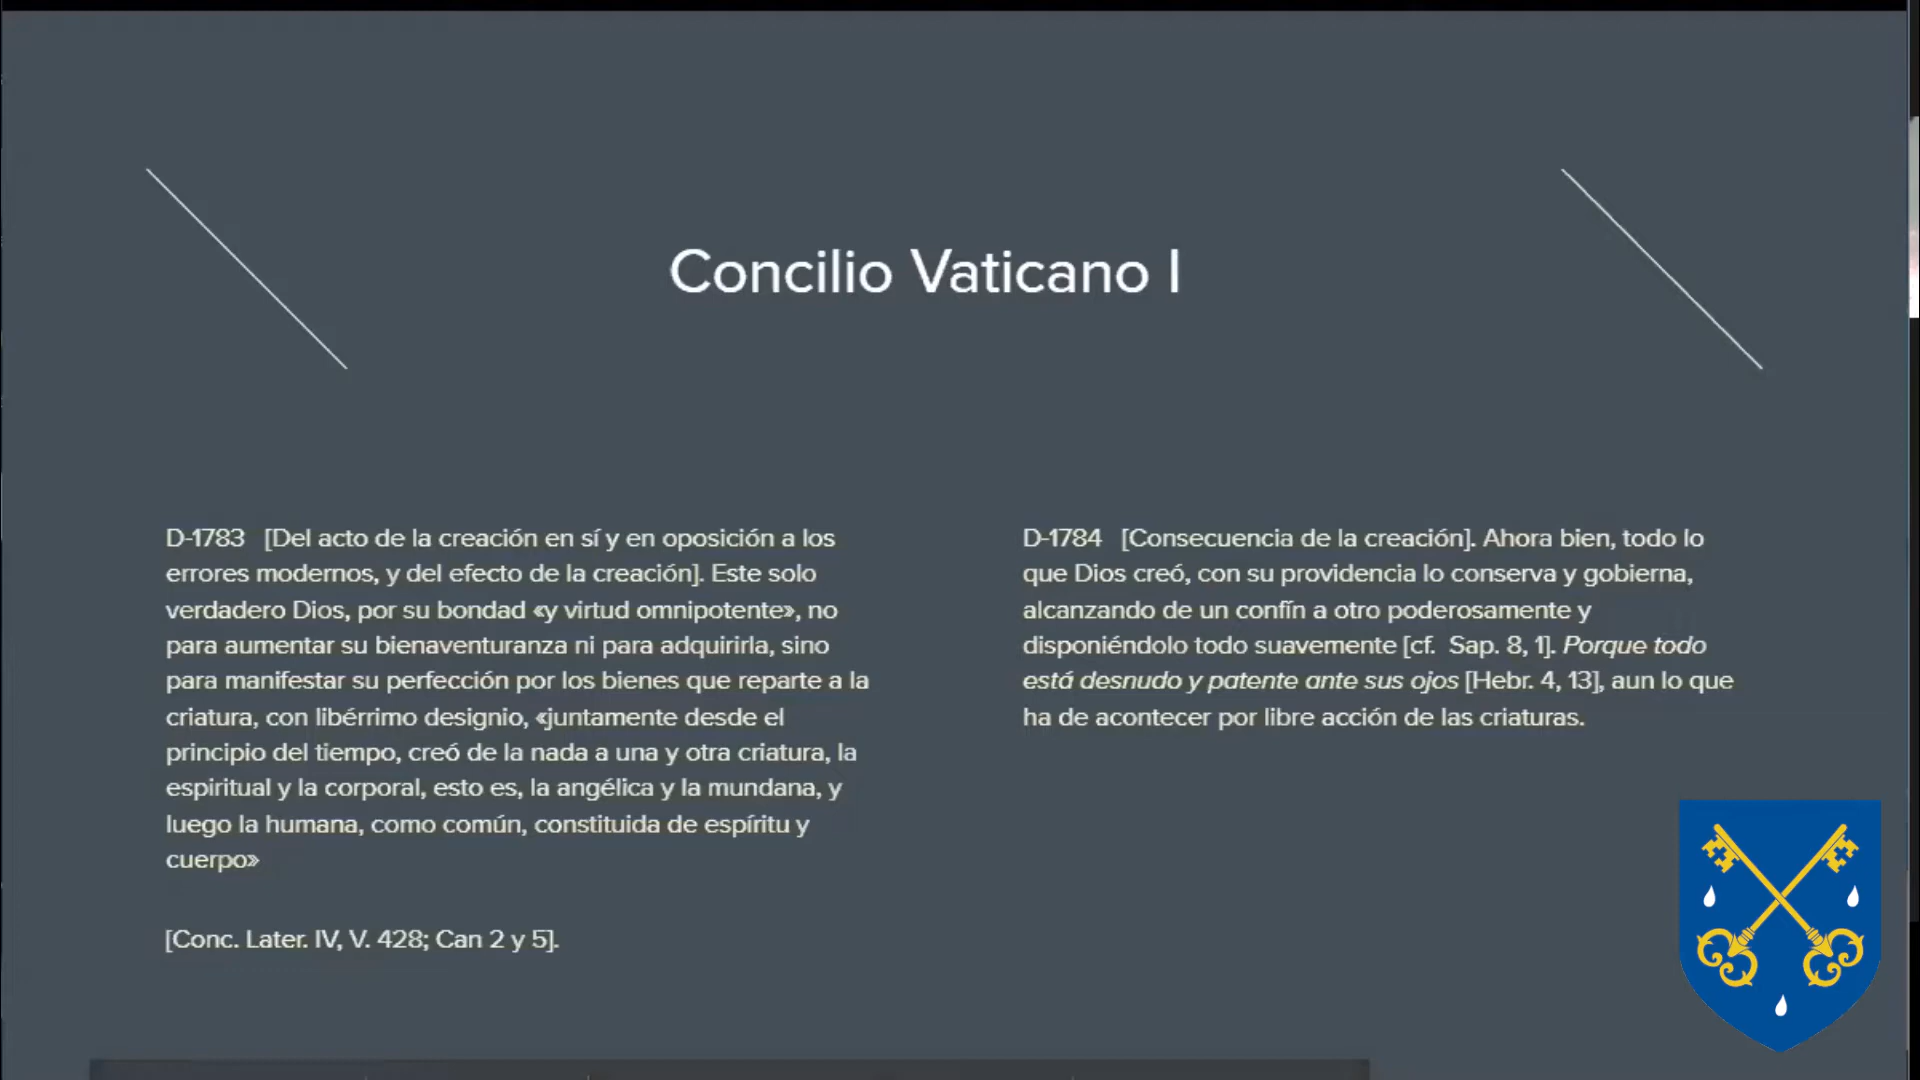 Concilio Vaticano I
D-1783 [Del acto de la creación en sí y en oposición a los
errores modernos, y del efecto de la creación]. Este solo
verdadero Dios, por su bondad «y virtud omnipotente», no
para aumentar su bienaventuranza ni para adquirirla, sino
para manifestar su perfección por los bienes que reparte a la
criatura, con libérrimo designio, «juntamente desde el
principio del tiempo, creó de la nada a una y otra criatura, la
espiritual y la corporal, esto es, la angélica y la mundana, y
luego la humana, como común, constituida de espíritu y
cuerpo»
[Conc. Later. IV, V. 428; Can 2 y 5].
D-1784 [Consecuencia de la creación]. Ahora bien, todo lo
que Dios creó, con su providencia lo conserva y gobierna,
alcanzando de un confín a otro poderosamente y
disponiéndolo todo suavemente [cf. Sap. 8, 1]. Porque todo
está desnudo y patente ante sus ojos [Hebr. 4, 13], aun lo que
ha de acontecer por libre acción de las criaturas.